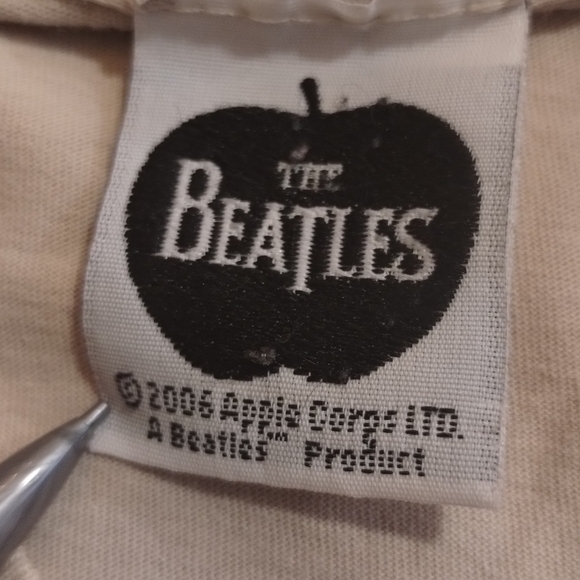 THE
BEATLES
© 2006 Apple Corps LTD.
A Beatles™ Product